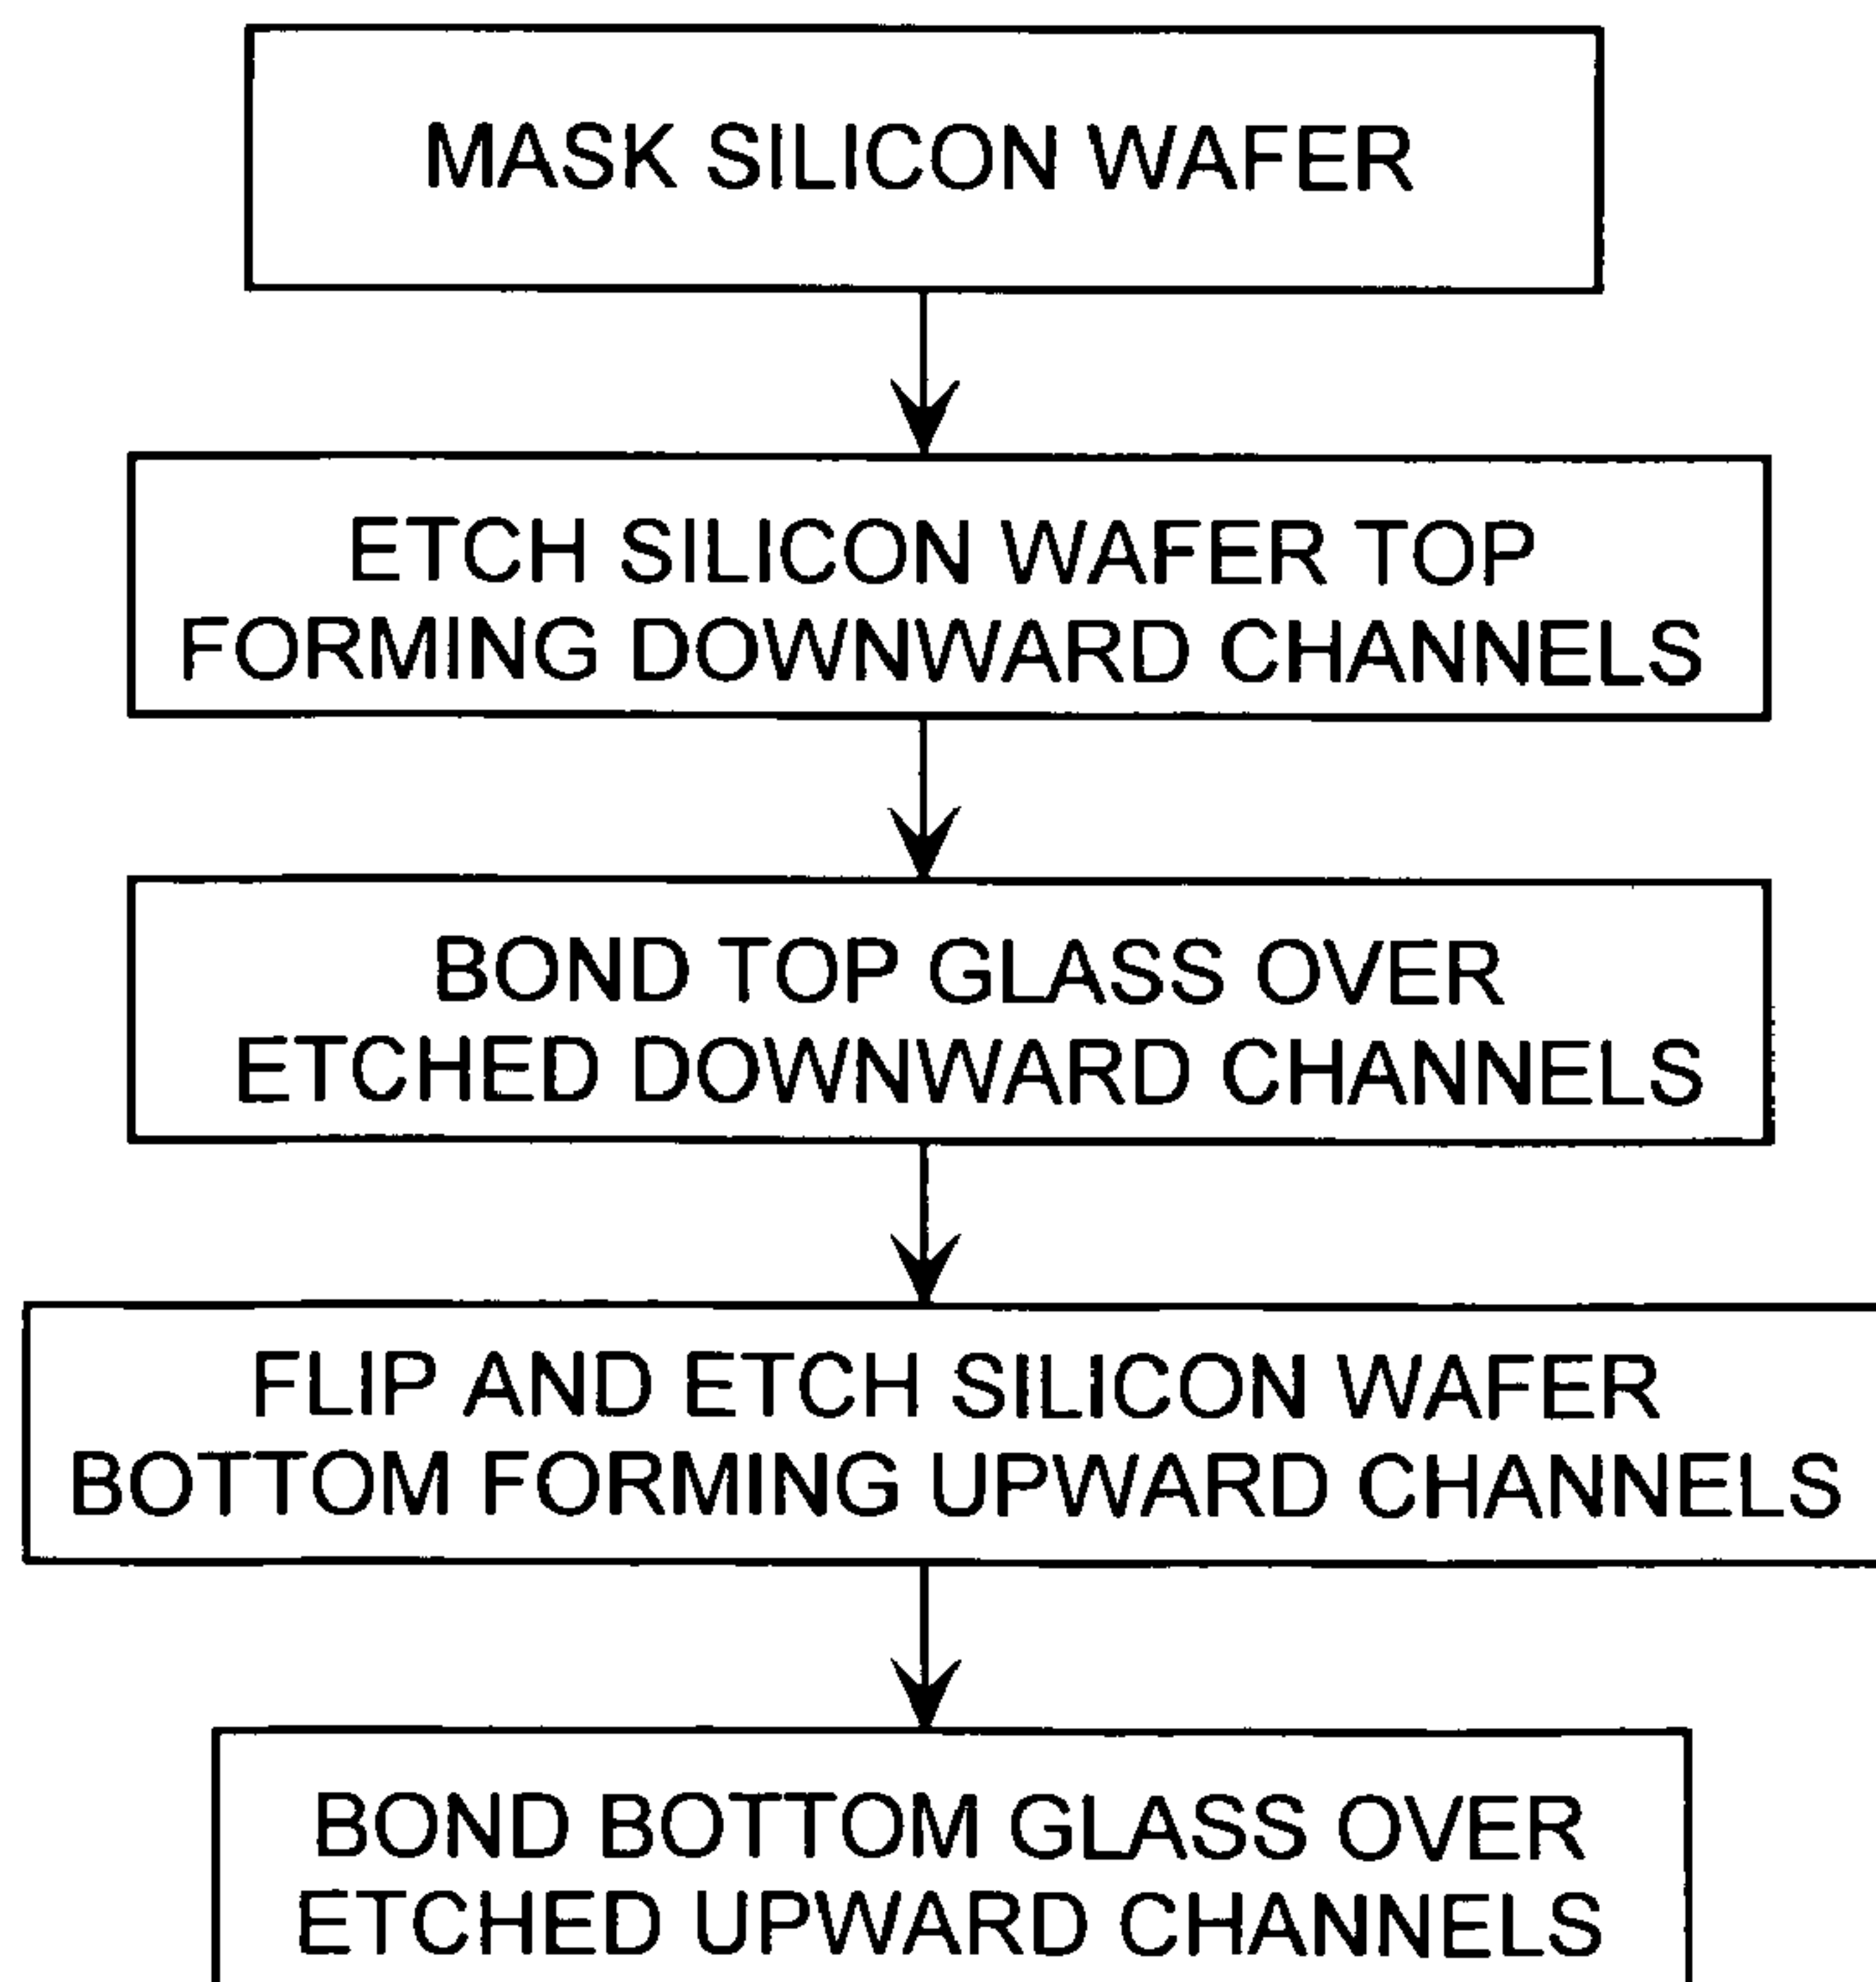 MASK SILICON WAFER
ETCH SILICON WAFER TOP
FORMING DOWNWARD CHANNELS
BOND TOP GLASS OVER
ETCHED DOWNWARD CHANNELS
FLIP AND ETCH SILICON WAFER
BOTTOM FORMING UPWARD CHANNELS
BOND BOTTOM GLASS OVER
ETCHED UPWARD CHANNELS